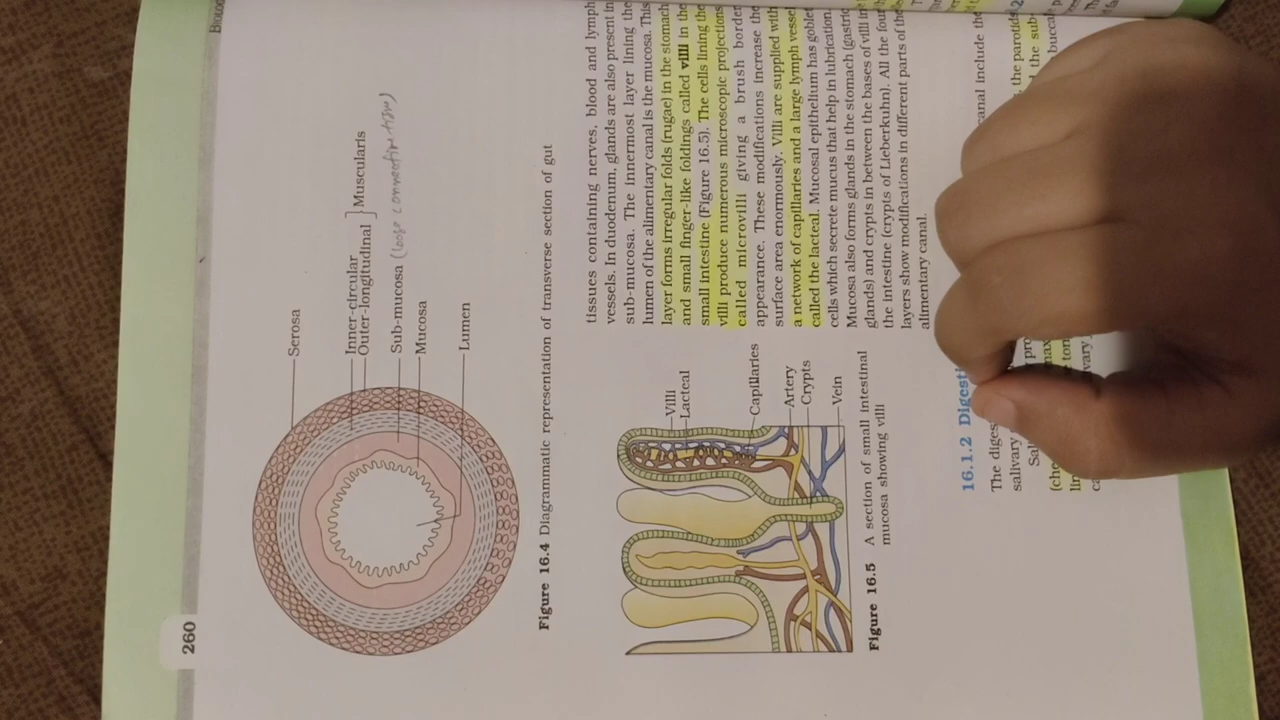 260
Serosa
Inner-circular
Outer-longitudinal } Muscularis
Sub-mucosa (loose connective tissue)
Mucosa
Lumen
Figure 16.4 Diagrammatic representation of transverse section of gut
Villi
Lacteal
Capillaries
Artery
Crypts
Vein
Figure 16.5 A section of small intestinal
mucosa showing villi
tissues containing nerves, blood and lymph
vessels. In duodenum, glands are also present in
sub-mucosa. The innermost layer lining the
lumen of the alimentary canal is the mucosa. This
layer forms irregular folds (rugae) in the stomach
and small finger-like foldings called villi in the
small intestine (Figure 16.5). The cells lining the
villi produce numerous microscopic projections
called microvilli giving a brush border
appearance. These modifications increase the
surface area enormously. Villi are supplied with
a network of capillaries and a large lymph vessel
called the lacteal. Mucosal epithelium has goblet
cells which secrete mucus that help in lubrication.
Mucosa also forms glands in the stomach (gastric
glands) and crypts in between the bases of villi in
the intestine (crypts of Lieberkuhn). All the four
layers show modifications in different parts of the
alimentary canal.
16.1.2 Digesti
The diges canal include the
salivary
Sal the parotids
(che the sub
buccal